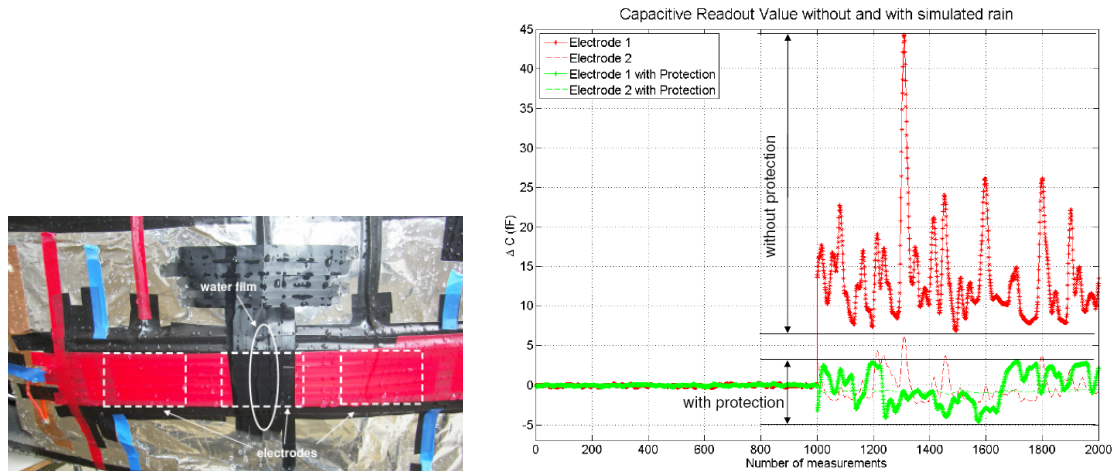 water film
electrodes
Capacitive Readout Value without and with simulated rain
Electrode 1
Electrode 2
Electrode 1 with Protection
Electrode 2 with Protection
45
40
35
30
25
20
15
10
5
0
-5
Δ C (fF)
without protection
with protection
0
200
400
600
800
1000
1200
1400
1600
1800
2000
Number of measurements